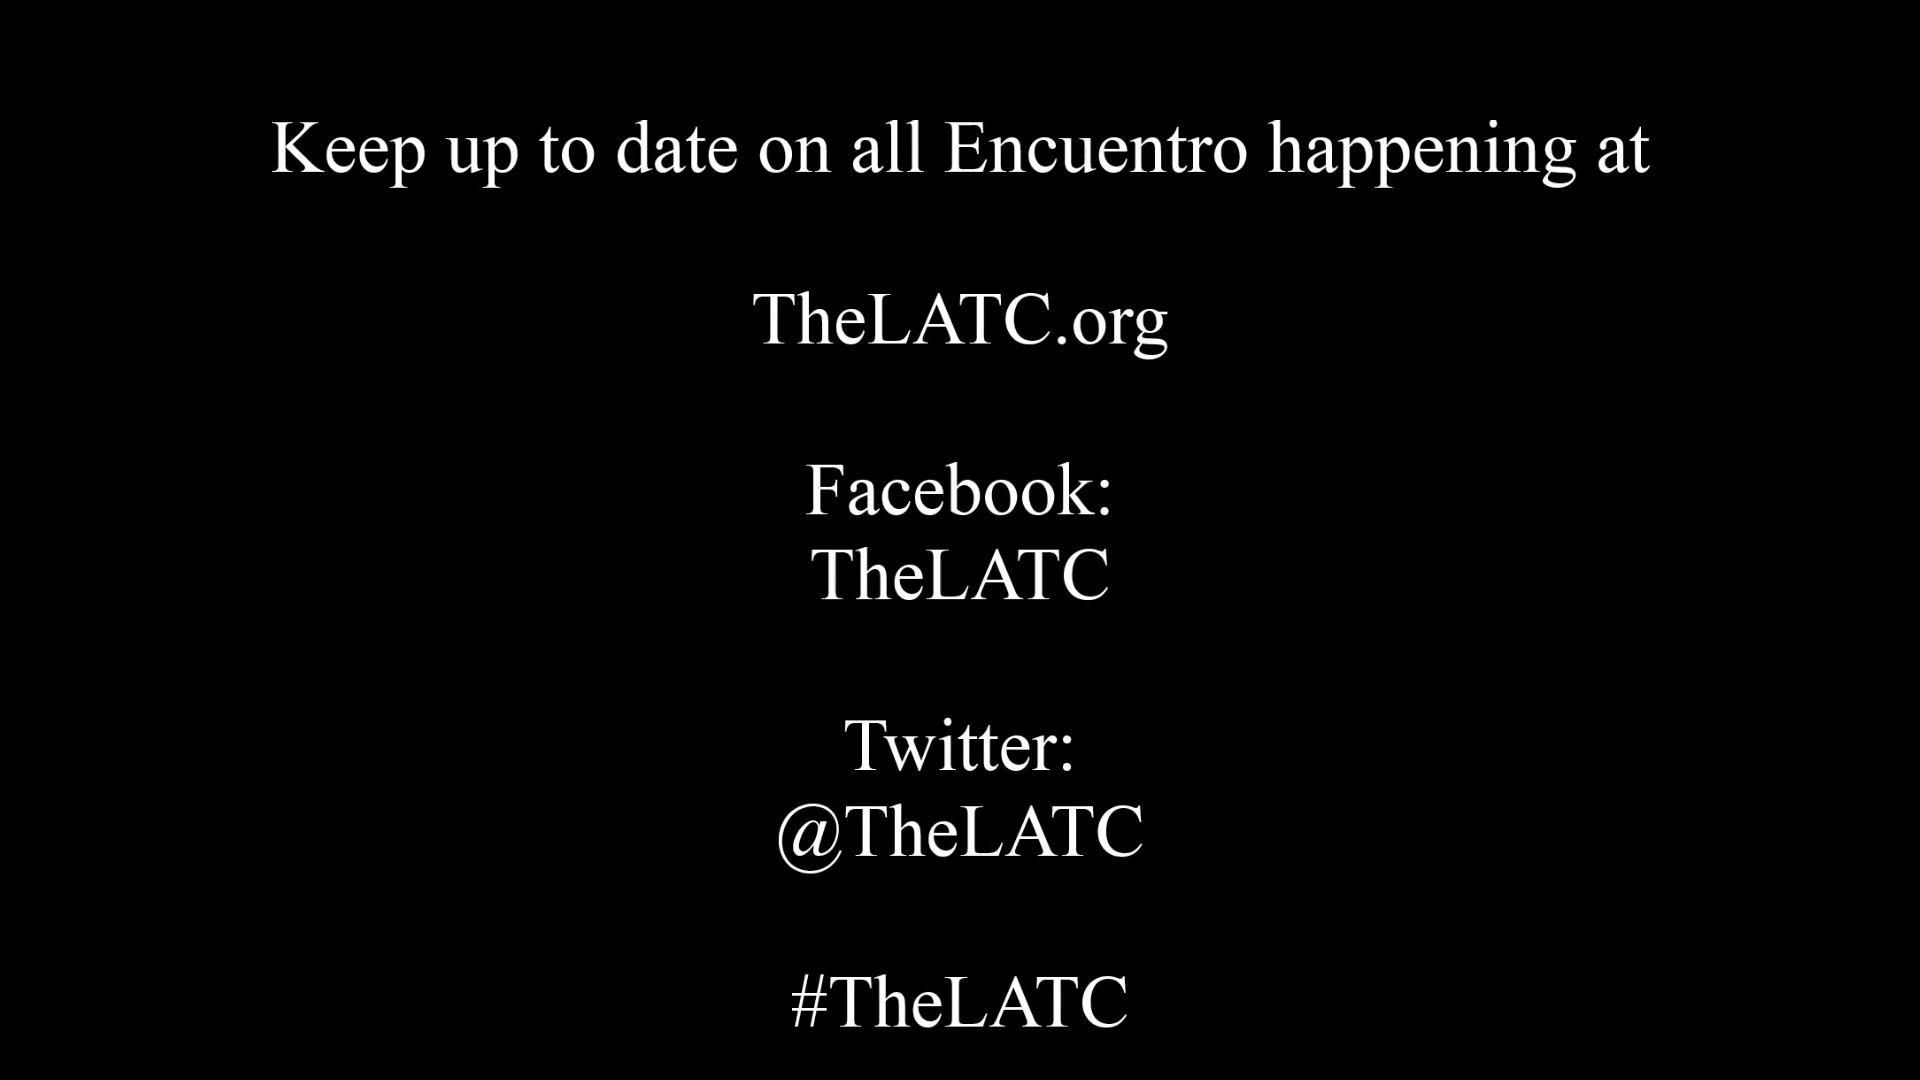 Keep up to date on all Encuentro happening at
TheLATC.org
Facebook:
TheLATC
Twitter:
@TheLATC
#TheLATC